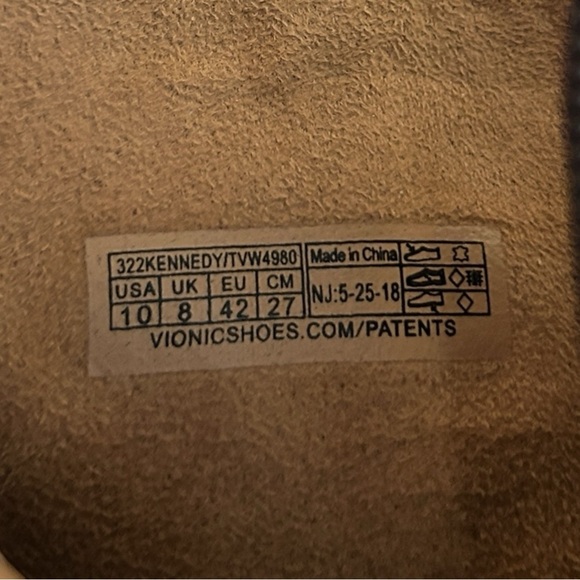 322KENNEDY/TVW4980 Made in China
USA UK EU CM
10 8 42 27 NJ:5-25-18
VIONICSHOES.COM/PATENTS